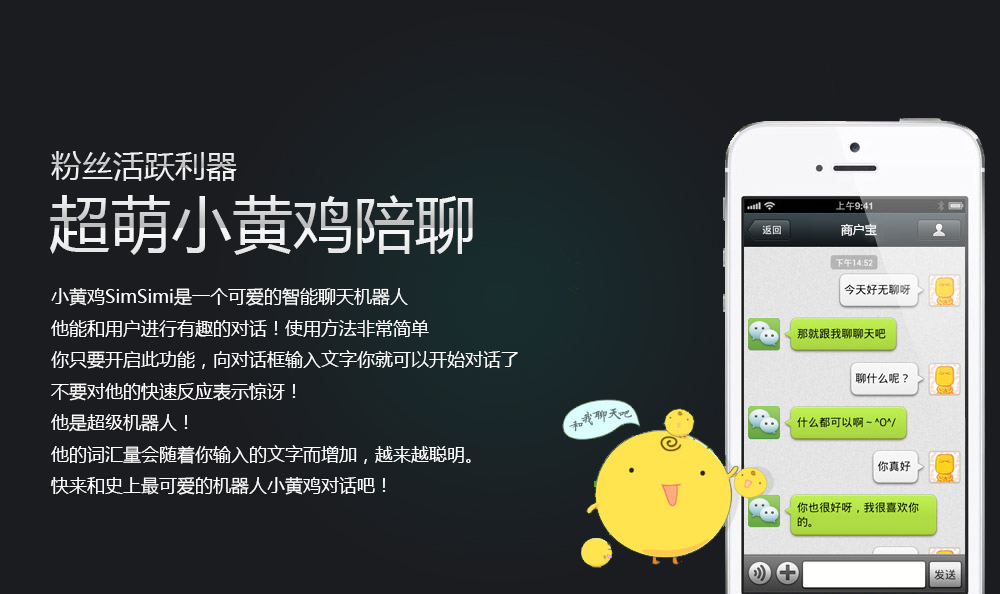 粉丝活跃利器
超萌小黄鸡陪聊
小黄鸡SimSimi是一个可爱的智能聊天机器人
他能和用户进行有趣的对话！使用方法非常简单
你只要开启此功能，向对话框输入文字你就可以开始对话了
不要对他的快速反应表示惊讶！
他是超级机器人！
他的词汇量会随着你输入的文字而增加，越来越聪明。
快来和史上最可爱的机器人小黄鸡对话吧！
和我聊天吧
上午9:41
返回
商户宝
下午14:52
今天好无聊呀
那就跟我聊聊天吧
聊什么呢？
什么都可以啊～^O^/
你真好
你也很好呀，我很喜欢你
的。
发送